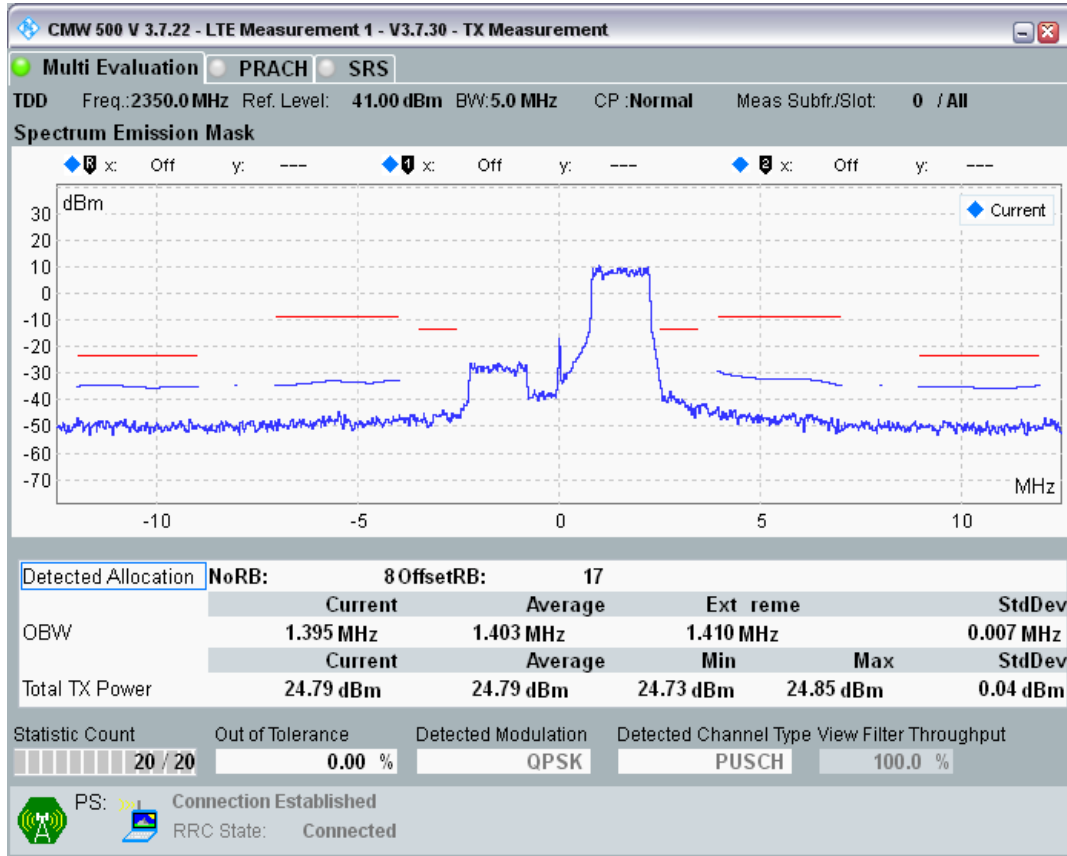 CMW 500 V 3.7.22 - LTE Measurement 1 - V3.7.30 - TX Measurement
Multi Evaluation PRACH SRS
TDD Freq.:2350.0 MHz Ref. Level: 41.00 dBm BW:5.0 MHz CP :Normal Meas Subfr./Slot: 0 / All
Spectrum Emission Mask
R x: Off y: --- 1 x: Off y: --- 2 x: Off y: ---
dBm
Current
30
20
10
0
-10
-20
-30
-40
-50
-60
-70
MHz
-10 -5 0 5 10
Detected Allocation NoRB: 8 OffsetRB: 17
Current Average Ext reme StdDev
OBW 1.395 MHz 1.403 MHz 1.410 MHz 0.007 MHz
Current Average Min Max StdDev
Total TX Power 24.79 dBm 24.79 dBm 24.73 dBm 24.85 dBm 0.04 dBm
Statistic Count Out of Tolerance Detected Modulation Detected Channel Type View Filter Throughput
20 / 20 0.00 % QPSK PUSCH 100.0 %
PS: Connection Established
RRC State: Connected